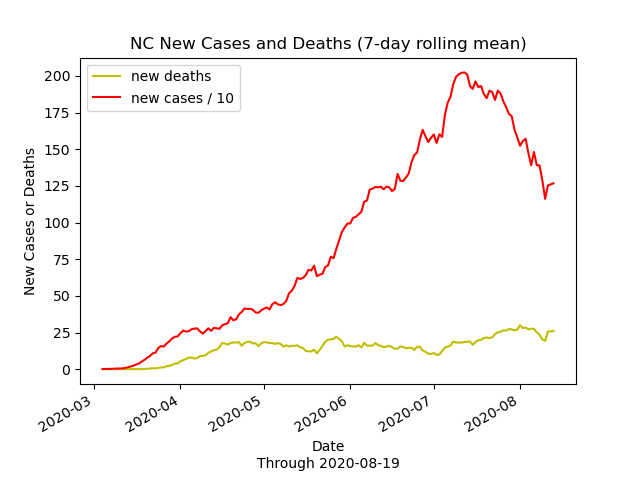 NC New Cases and Deaths (7-day rolling mean)
new deaths
new cases / 10
200
175
150
125
100
75
50
25
0
New Cases or Deaths
2020-03
2020-04
2020-05
2020-06
2020-07
2020-08
Date
Through 2020-08-19